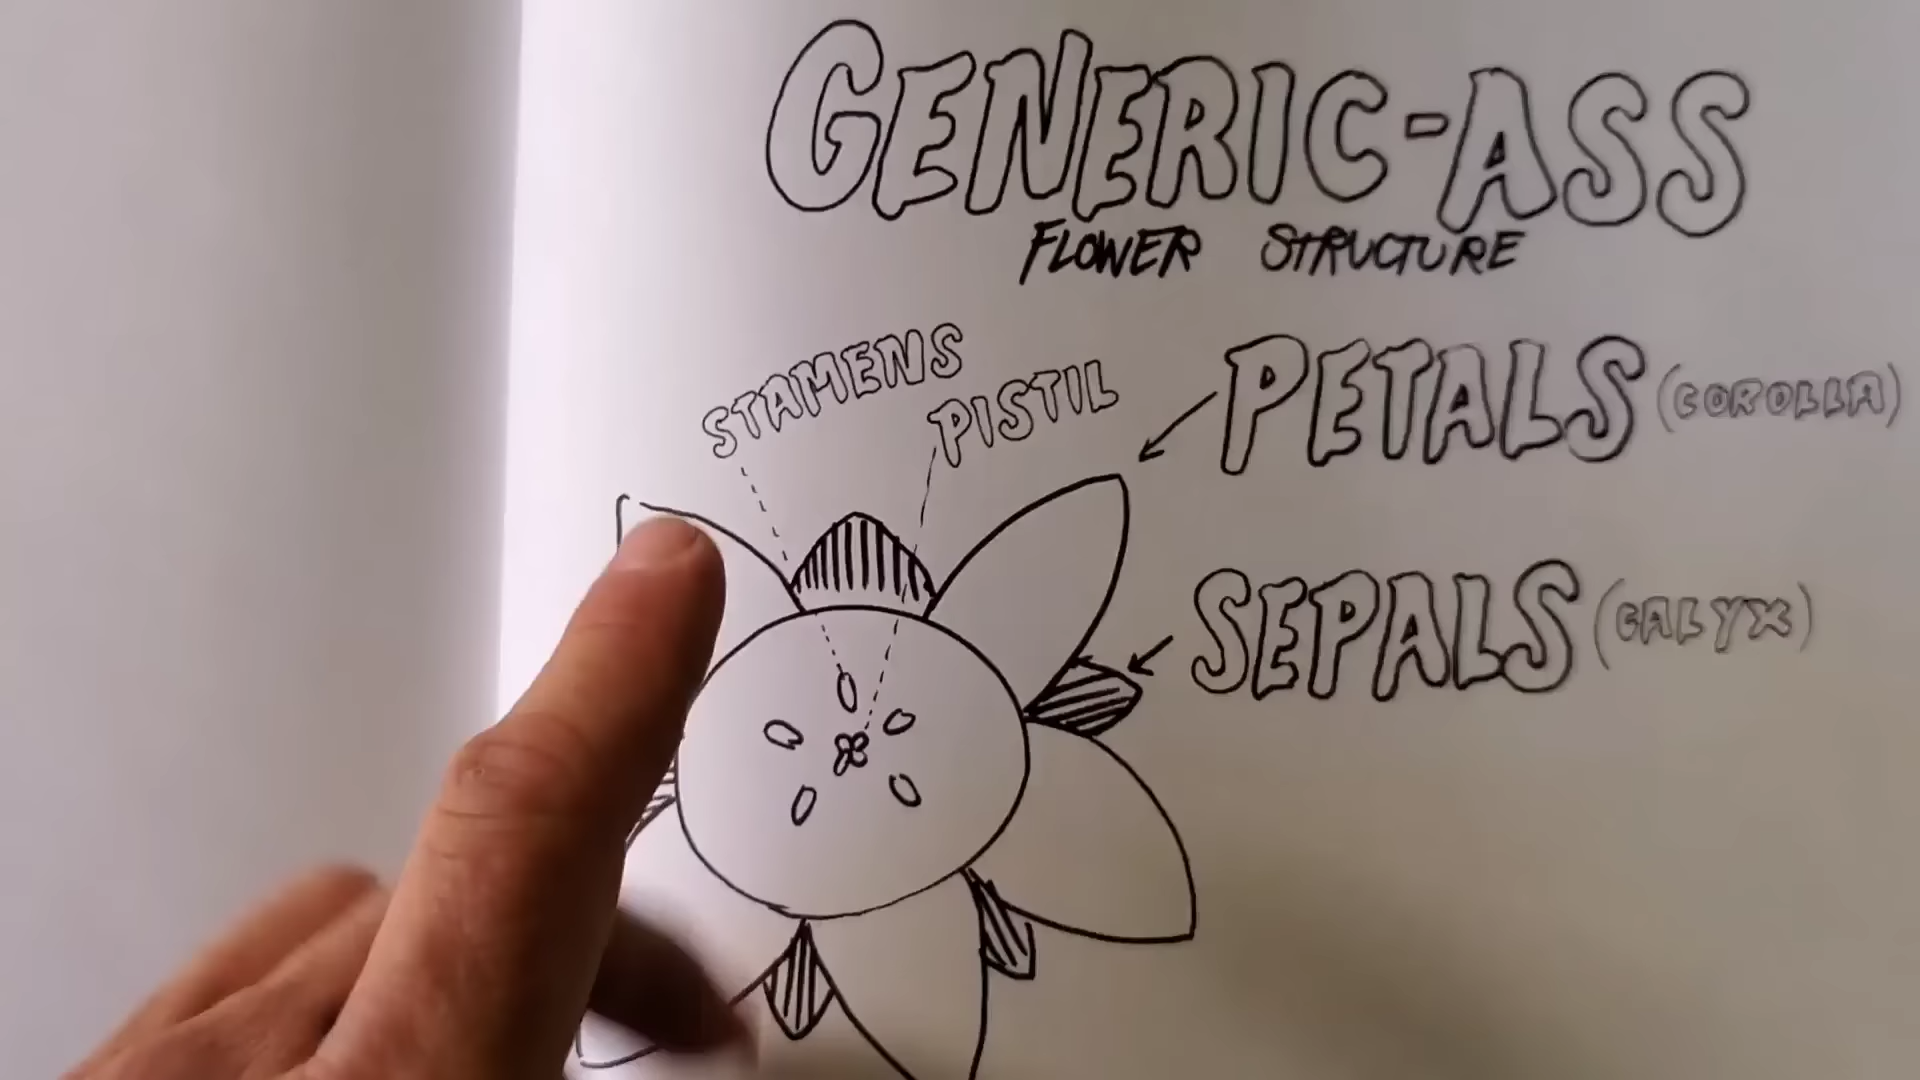 GENERIC-ASS
FLOWER STRUCTURE
STAMENS
PISTIL
PETALS (COROLLA)
SEPALS (CALYX)